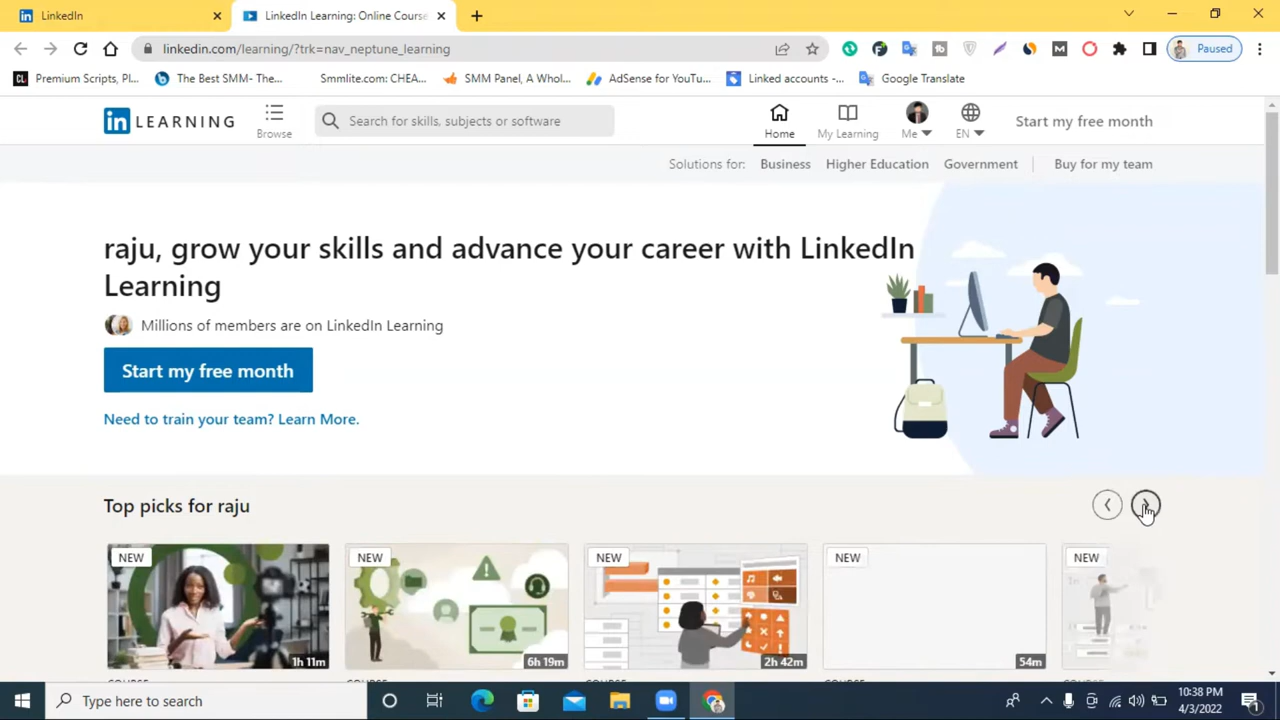 LinkedIn
LinkedIn Learning: Online Course
linkedin.com/learning/?trk=nav_neptune_learning
Paused
Premium Scripts, Pl...
The Best SMM- The...
Smmlite.com: CHEA...
SMM Panel, A Whol...
AdSense for YouTu...
Linked accounts -...
Google Translate
in LEARNING
Browse
Search for skills, subjects or software
Home
My Learning
Me
EN
Start my free month
Solutions for:
Business
Higher Education
Government
Buy for my team
raju, grow your skills and advance your career with LinkedIn
Learning
Millions of members are on LinkedIn Learning
Start my free month
Need to train your team? Learn More.
Top picks for raju
NEW
NEW
NEW
NEW
NEW
1h 11m
6h 19m
2h 42m
54m
Type here to search
10:38 PM
4/3/2022